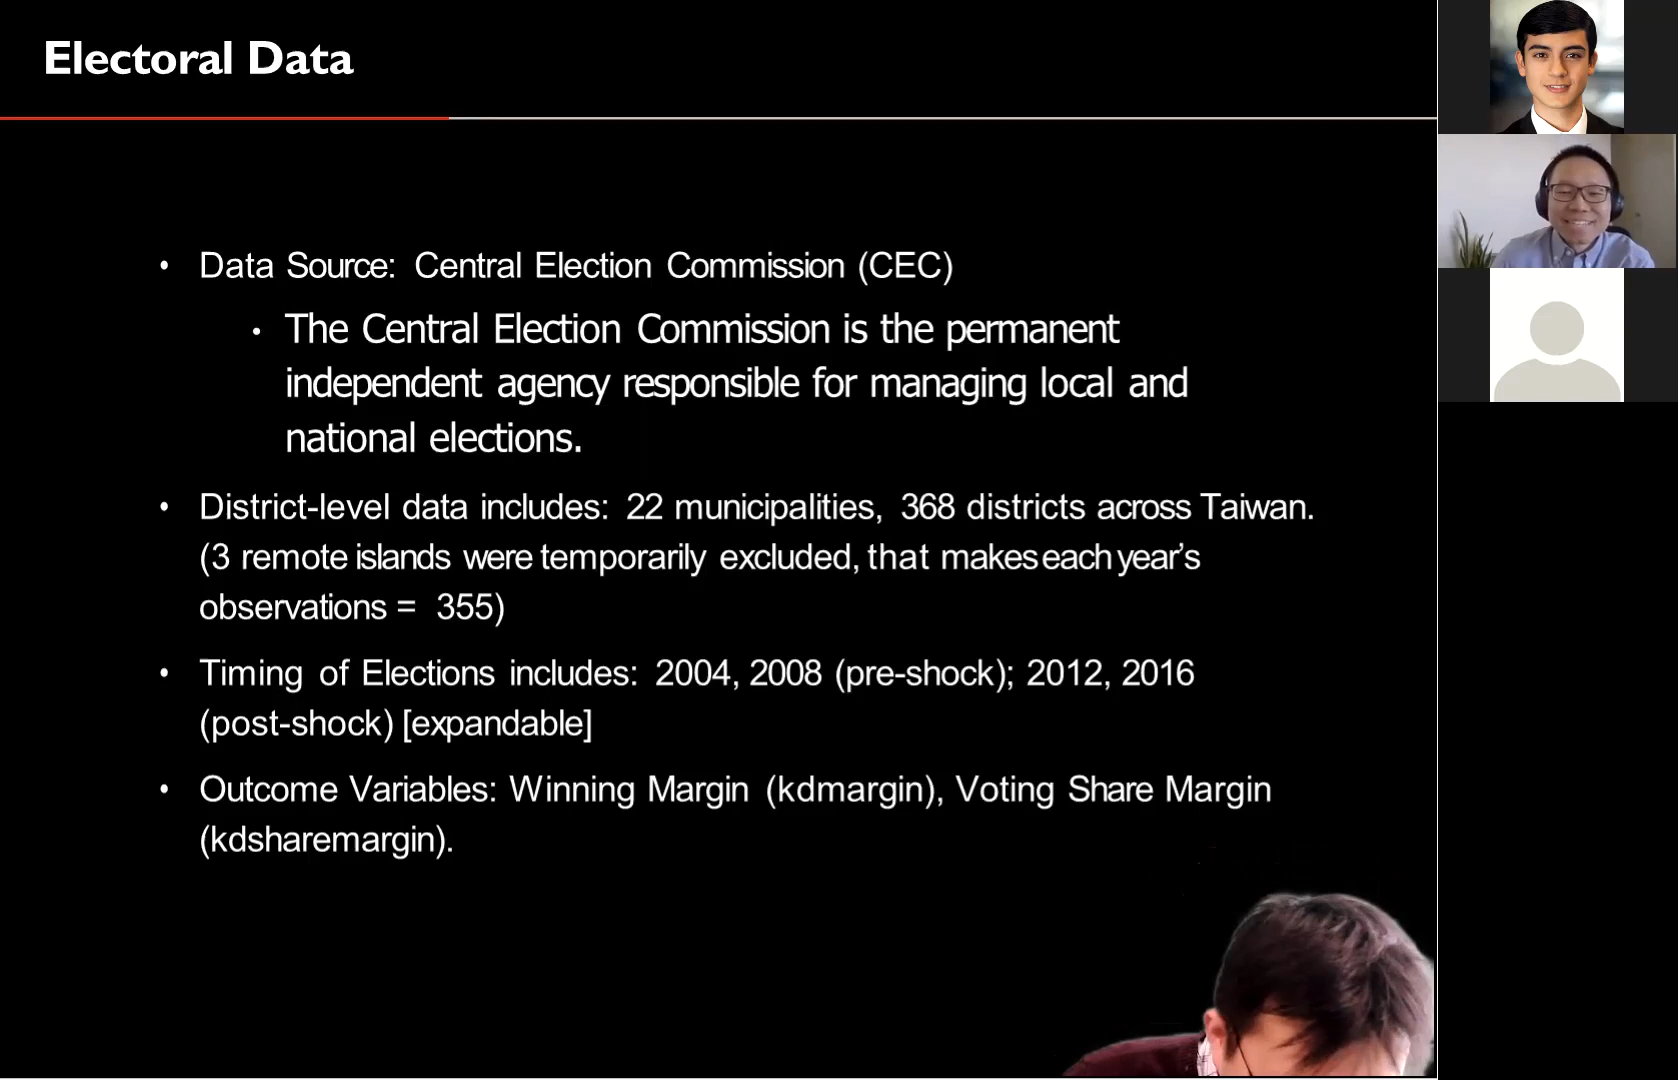 Electoral Data
• Data Source: Central Election Commission (CEC)
• The Central Election Commission is the permanent
independent agency responsible for managing local and
national elections.
• District-level data includes: 22 municipalities, 368 districts across Taiwan.
(3 remote islands were temporarily excluded, that makes each year's
observations = 355)
• Timing of Elections includes: 2004, 2008 (pre-shock); 2012, 2016
(post-shock) [expandable]
• Outcome Variables: Winning Margin (kdmargin), Voting Share Margin
(kdsharemargin).